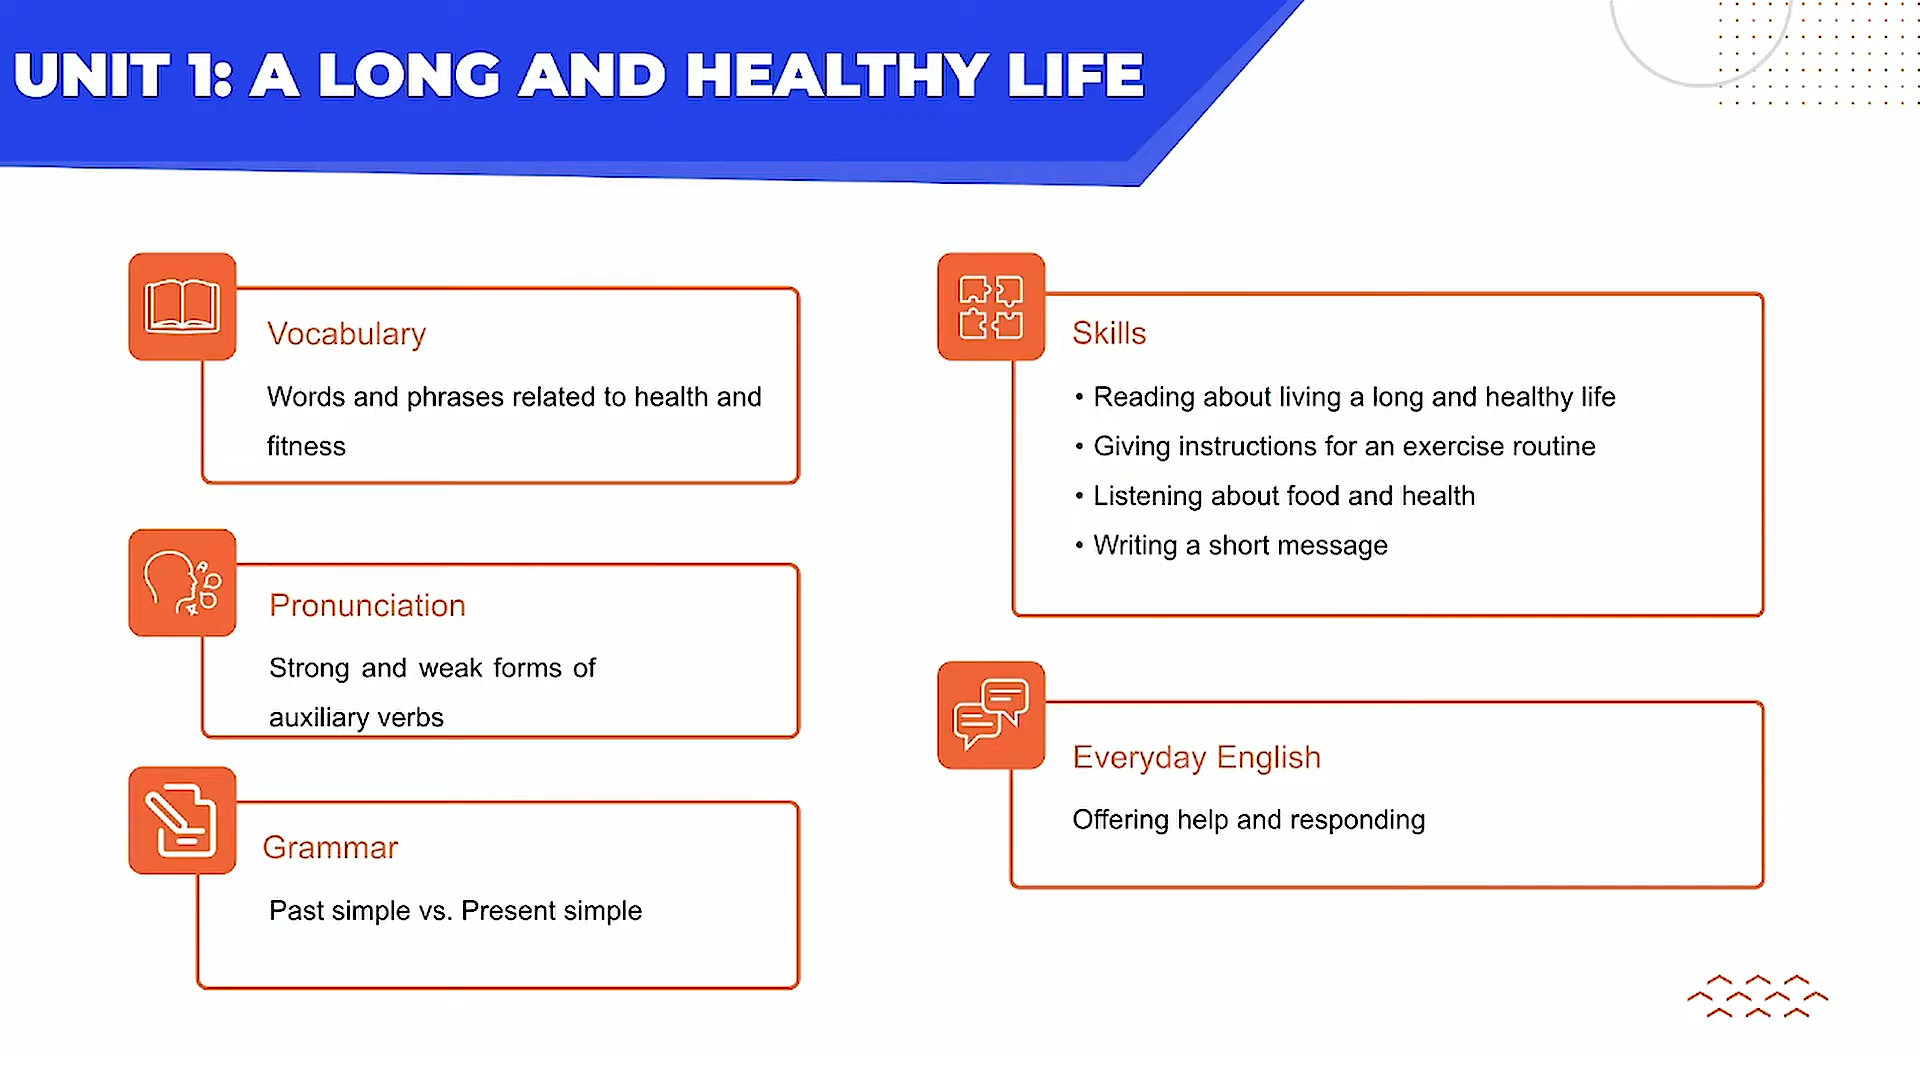 UNIT 1: A LONG AND HEALTHY LIFE
Vocabulary
Words and phrases related to health and
fitness
Pronunciation
Strong and weak forms of
auxiliary verbs
Grammar
Past simple vs. Present simple
Skills
• Reading about living a long and healthy life
• Giving instructions for an exercise routine
• Listening about food and health
• Writing a short message
Everyday English
Offering help and responding